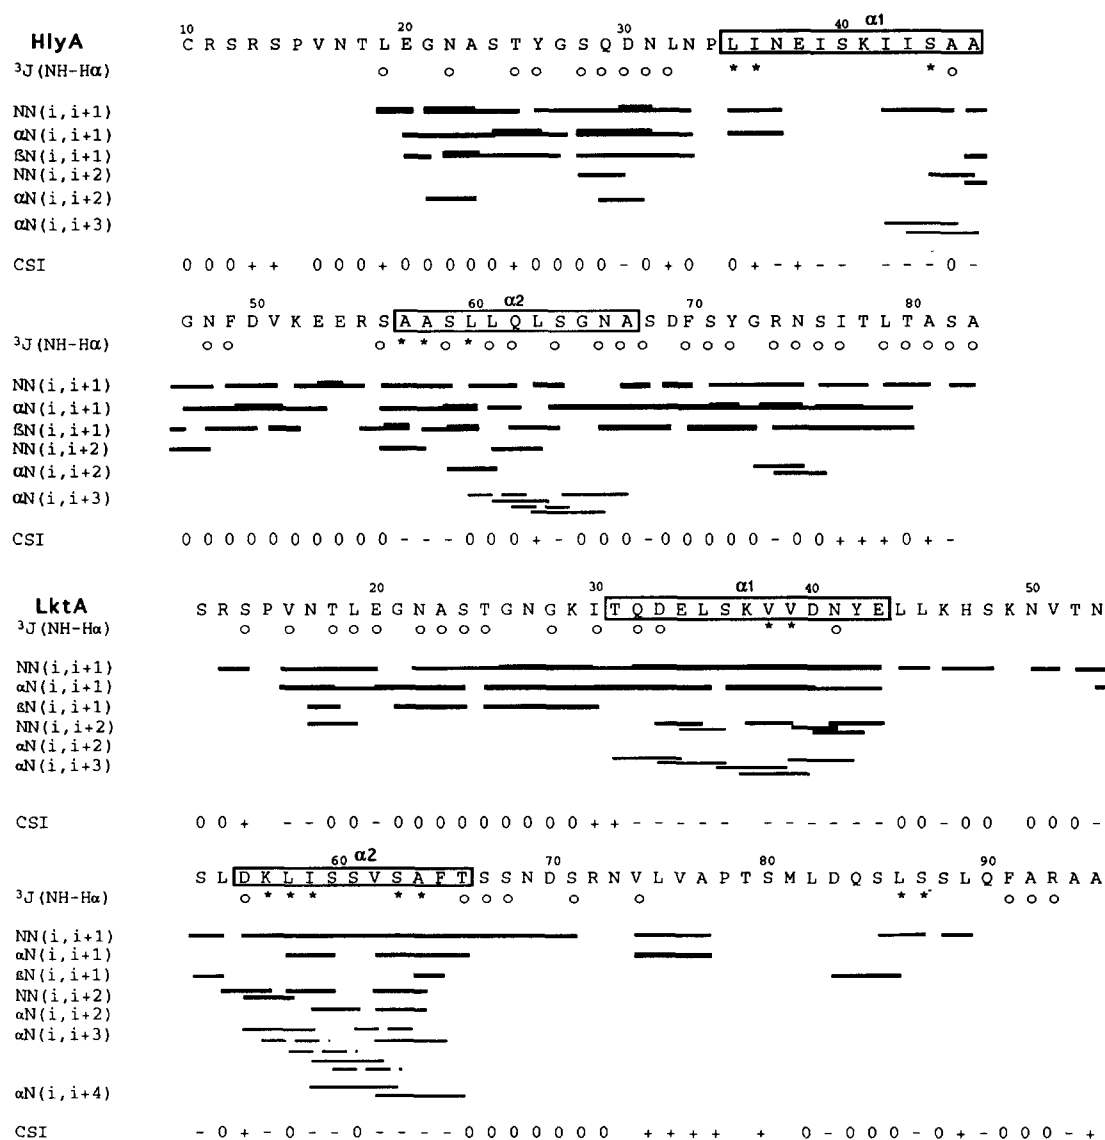 10 20 30 40 α1
HlyA C R S R S P V N T L E G N A S T Y G S Q D N L N P L I N E I S K I I S A A
³J(NH-Hα) o o o o o o o o o * * * o
NN(i,i+1)
αN(i,i+1)
ßN(i,i+1)
NN(i,i+2)
αN(i,i+2)
αN(i,i+3)
CSI 0 0 0 + + 0 0 0 + 0 0 0 0 0 + 0 0 0 0 - 0 + 0 0 + - + - - - - - - 0 -
50 60 α2 70 80
G N F D V K E E R S A A S L L Q L S G N A S D F S Y G R N S I T L T A S A
³J(NH-Hα) o o o * * o * o o o o o o o o o o o o o o o o o o o o
NN(i,i+1)
αN(i,i+1)
ßN(i,i+1)
NN(i,i+2)
αN(i,i+2)
αN(i,i+3)
CSI 0 0 0 0 0 0 0 0 0 0 - - - 0 0 0 + - 0 0 0 - 0 0 0 0 0 - 0 0 + + + 0 + -
20 30 α1 40 50
LktA S R S P V N T L E G N A S T G N G K I T Q D E L S K V V D N Y E L L K H S K N V T N
³J(NH-Hα) o o o o o o o o o o o o o * * o
NN(i,i+1)
αN(i,i+1)
ßN(i,i+1)
NN(i,i+2)
αN(i,i+2)
αN(i,i+3)
CSI 0 0 + - - 0 0 - 0 0 0 0 0 0 0 0 0 + + - - - - - - - - - - - - 0 0 - 0 0 - 0 0 0 -
60 α2 70 80 90
S L D K L I S S V S A F T S S N D S R N V L V A P T S M L D Q S L S S L Q F A R A A
³J(NH-Hα) o * * * * * o o o o o * * o o o
NN(i,i+1)
αN(i,i+1)
ßN(i,i+1)
NN(i,i+2)
αN(i,i+2)
αN(i,i+3)
αN(i,i+4)
CSI - 0 + - 0 - - 0 - - - - 0 0 0 0 0 0 0 + + + + + - - 0 0 0 0 - - - 0 0 0 - +